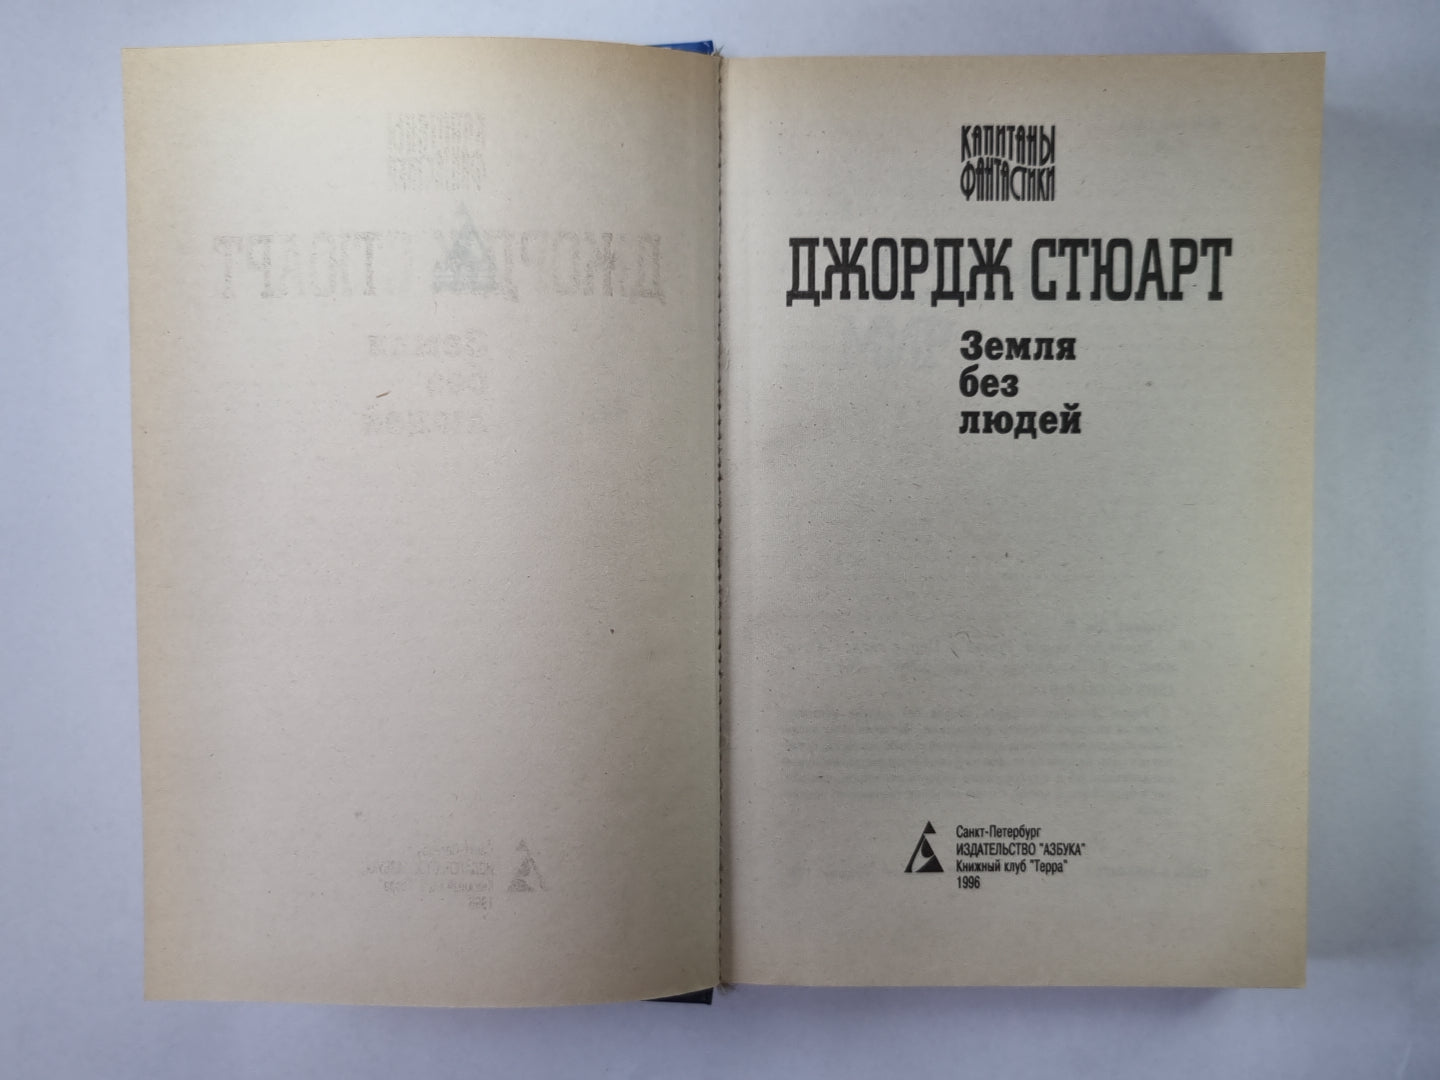 КАПИТАНЫ
ФАНТАСТИКИ
ДЖОРДЖ СТЮАРТ
Земля
без
людей
Санкт-Петербург
ИЗДАТЕЛЬСТВО "АЗБУКА"
Книжный клуб "Терра"
1996